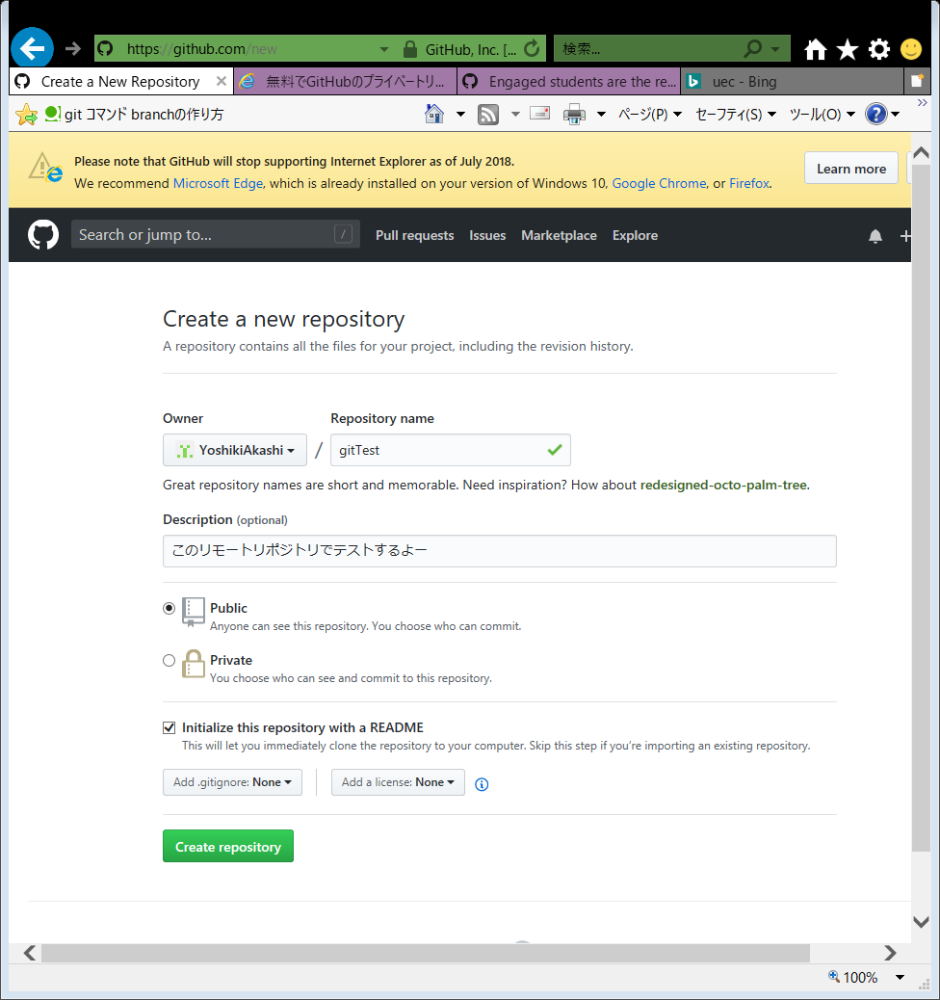 https://github.com/new
GitHub, Inc. [...
検索...
Create a New Repository
無料でGitHubのプライベートリ...
Engaged students are the re...
uec - Bing
git コマンド branchの作り方
ページ(P)
セーフティ(S)
ツール(O)
Please note that GitHub will stop supporting Internet Explorer as of July 2018.
We recommend Microsoft Edge, which is already installed on your version of Windows 10, Google Chrome, or Firefox.
Learn more
Search or jump to...
/
Pull requests
Issues
Marketplace
Explore
Create a new repository
A repository contains all the files for your project, including the revision history.
Owner
Repository name
YoshikiAkashi
/
gitTest
Great repository names are short and memorable. Need inspiration? How about redesigned-octo-palm-tree.
Description (optional)
このリモートリポジトリでテストするよー
Public
Anyone can see this repository. You choose who can commit.
Private
You choose who can see and commit to this repository.
Initialize this repository with a README
This will let you immediately clone the repository to your computer. Skip this step if you're importing an existing repository.
Add .gitignore: None
Add a license: None
Create repository
100%